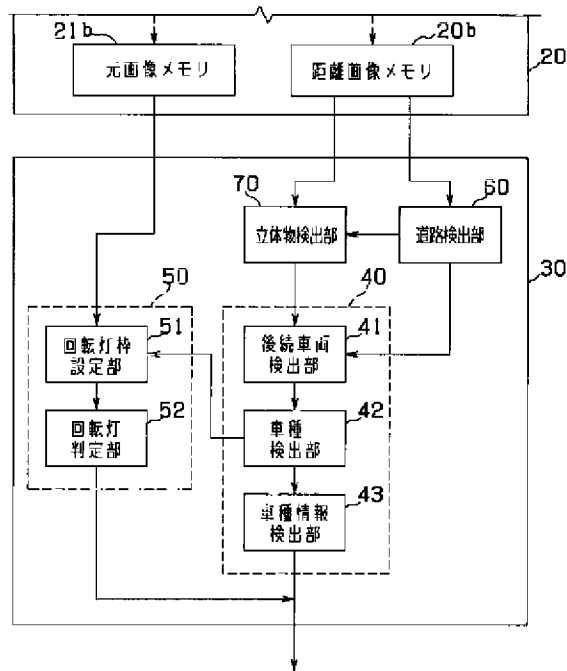 21b
20b
元画像メモリ
距離画像メモリ
20
70
60
立体物検出部
道路検出部
30
50
40
51
41
回転灯枠
設定部
後続車両
検出部
52
42
回転灯
判定部
車種
検出部
43
車種情報
検出部